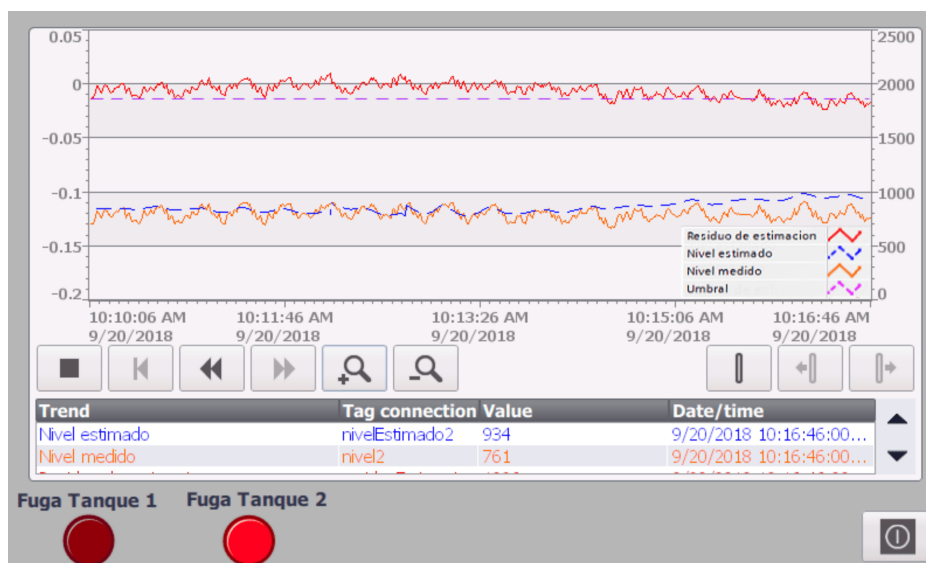 0.05 2500
0 2000
-0.05 1500
-0.1 1000
Residuo de estimacion
-0.15 Nivel estimado 500
Nivel medido
Umbral
-0.2 0
10:10:06 AM 10:11:46 AM 10:13:26 AM 10:15:06 AM 10:16:46 AM
9/20/2018 9/20/2018 9/20/2018 9/20/2018 9/20/2018
Trend Tag connection Value Date/time
Nivel estimado nivelEstimado2 934 9/20/2018 10:16:46:00...
Nivel medido nivel2 761 9/20/2018 10:16:46:00...
Fuga Tanque 1 Fuga Tanque 2